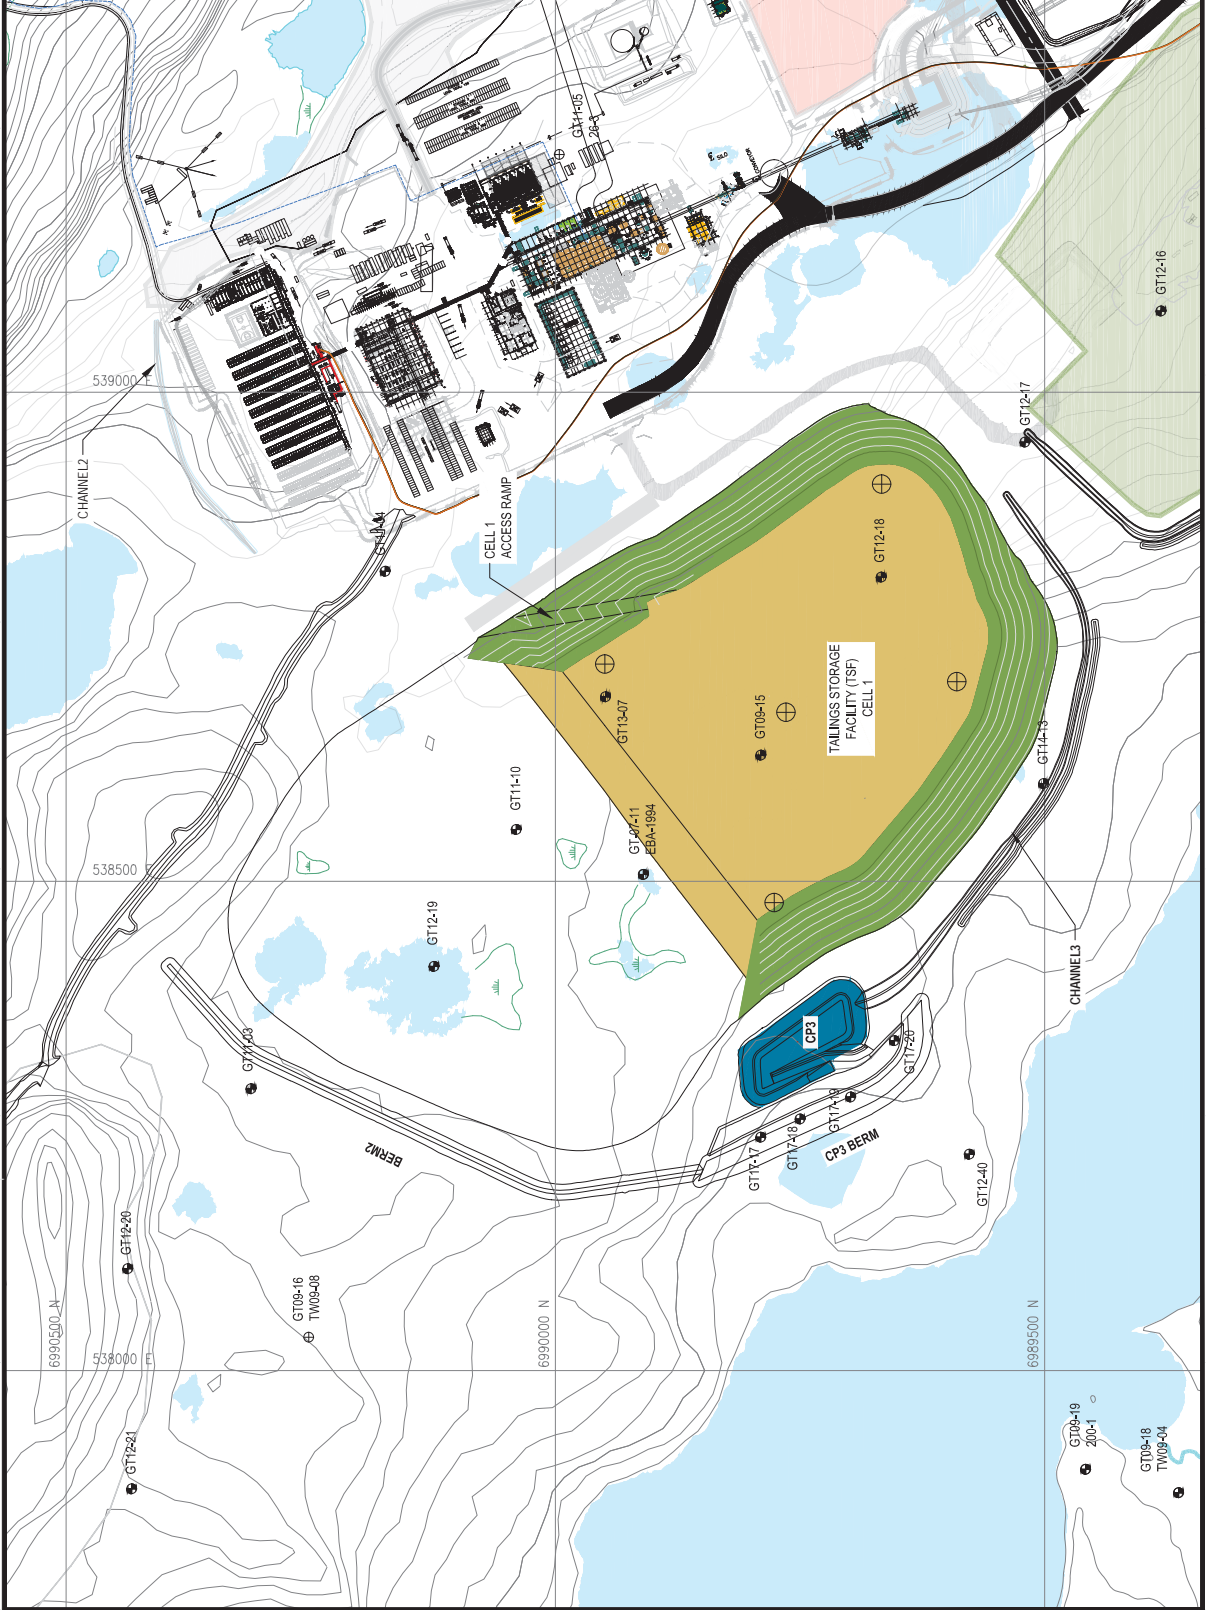 GT11-05
26-3
CONVEYOR
GT12-16
539000 E
GT12-17
CHANNEL2
CELL 1
ACCESS RAMP
GT12-18
TAILINGS STORAGE
FACILITY (TSF)
CELL 1
GT13-07
GT09-15
GT14-13
GT11-10
GT-07-11
EBA-1994
538500 E
GT12-19
CHANNEL3
CP3
GT11-03
GT17-20
GT17-19
GT17-18
GT17-17
CP3 BERM
BERM2
GT12-40
GT12-20
GT09-16
TW09-08
6990500 N
6990000 N
6989500 N
538000 E
GT12-21
GT09-19
200-1
GT09-18
TW09-04